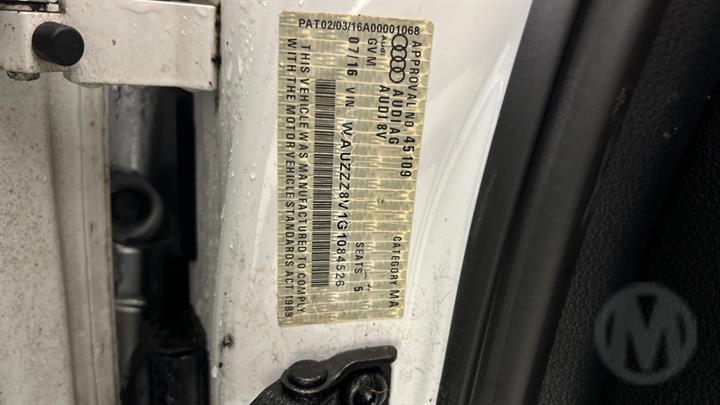 PAT02/03/16A00001068
APPROVAL NO. 45109 CATEGORY MA
Audi AUDI AG
AUDI 8V
GVM SEATS 5
07/16 VIN WAUZZZ8V1G1084526
THIS VEHICLE WAS MANUFACTURED TO COMPLY
WITH THE MOTOR VEHICLE STANDARDS ACT 1989
M